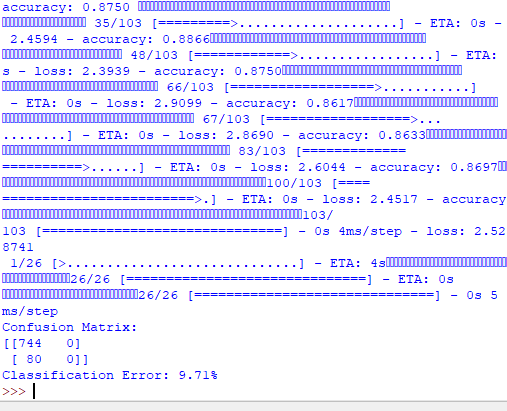 accuracy: 0.8750
35/103 [=========>....................] - ETA: 0s -
2.4594 - accuracy: 0.8866
48/103 [============>.................] - ETA:
s - loss: 2.3939 - accuracy: 0.8750
66/103 [==================>...........]
- ETA: 0s - loss: 2.9099 - accuracy: 0.8617
67/103 [==================>...
........] - ETA: 0s - loss: 2.8690 - accuracy: 0.8633
83/103 [=============
==========>......] - ETA: 0s - loss: 2.6044 - accuracy: 0.8697
100/103 [====
========================>.] - ETA: 0s - loss: 2.4517 - accuracy
103/
103 [==============================] - 0s 4ms/step - loss: 2.52
8741
1/26 [>.............................] - ETA: 4s
26/26 [==============================] - ETA: 0s
26/26 [==============================] - 0s 5
ms/step
Confusion Matrix:
[[744   0]
[ 80   0]]
Classification Error: 9.71%
>>>